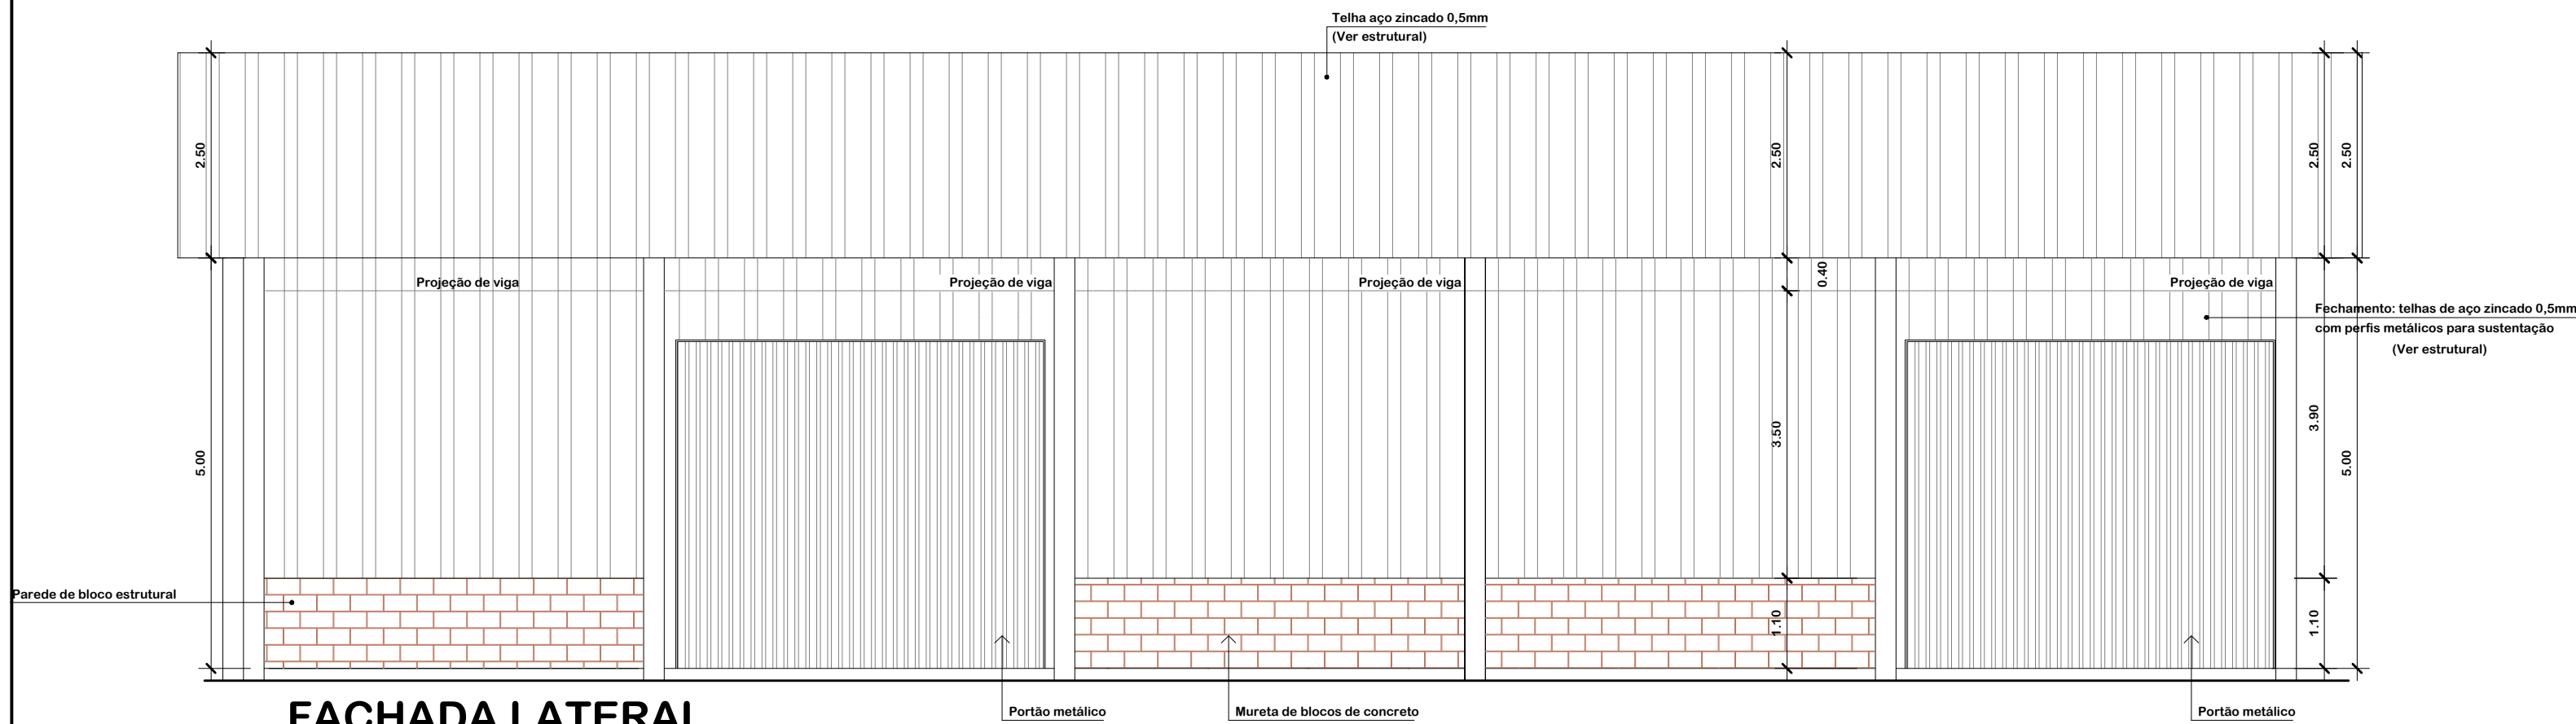 Telha aço zincado 0,5mm
(Ver estrutural)
2.50
2.50
2.50
2.50
0.40
Projeção de viga
Projeção de viga
Projeção de viga
Projeção de viga
Fechamento: telhas de aço zincado 0,5mm
com perfis metálicos para sustentação
(Ver estrutural)
5.00
3.50
3.90
5.00
Parede de bloco estrutural
1.10
1.10
FACHADA LATERAL
Portão metálico
Mureta de blocos de concreto
Portão metálico